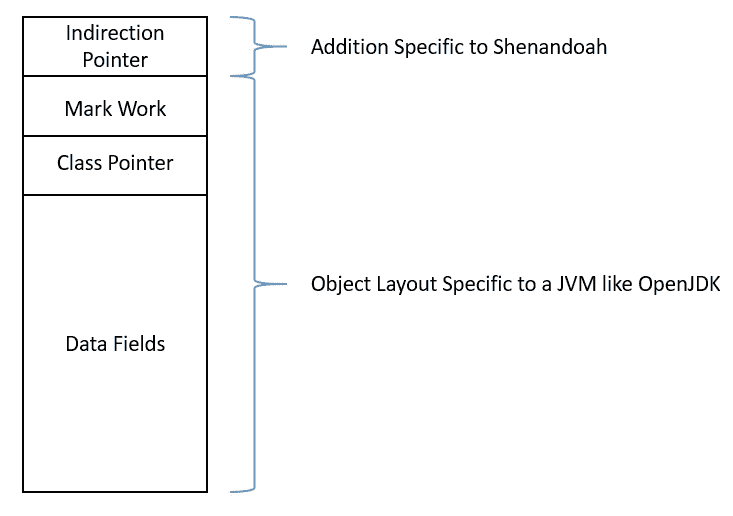 Indirection
Pointer
Addition Specific to Shenandoah
Mark Work
Class Pointer
Object Layout Specific to a JVM like OpenJDK
Data Fields